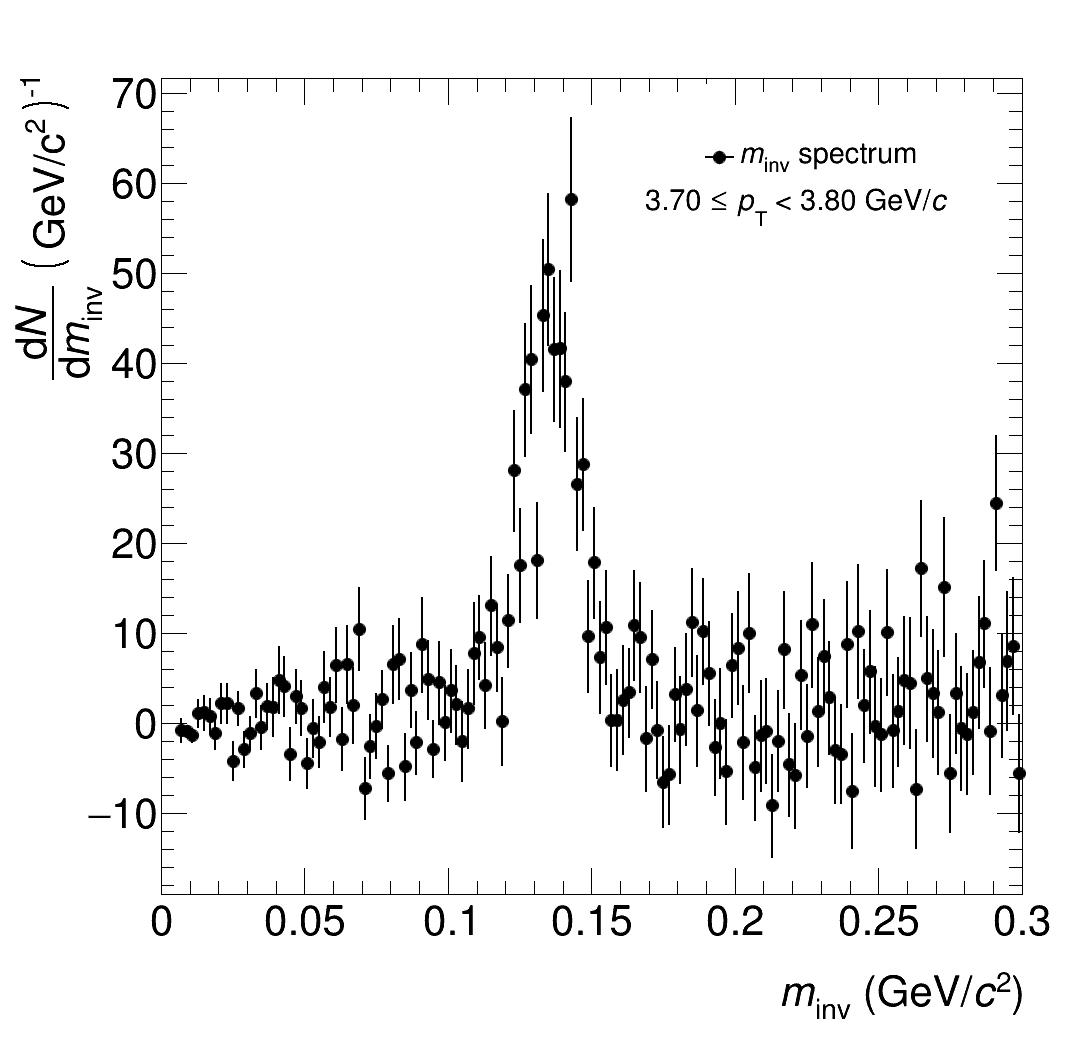 dN
dm_inv
(GeV/c²)⁻¹
70
60
50
40
30
20
10
0
−10
m_inv spectrum
3.70 ≤ p_T < 3.80 GeV/c
0 0.05 0.1 0.15 0.2 0.25 0.3
m_inv (GeV/c²)